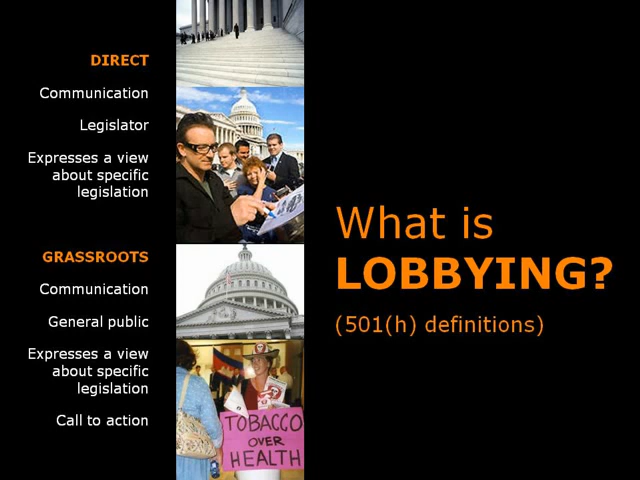 DIRECT
Communication
Legislator
Expresses a view
about specific
legislation
GRASSROOTS
Communication
General public
Expresses a view
about specific
legislation
Call to action
What is
LOBBYING?
(501(h) definitions)
TOBACCO
OVER
HEALTH